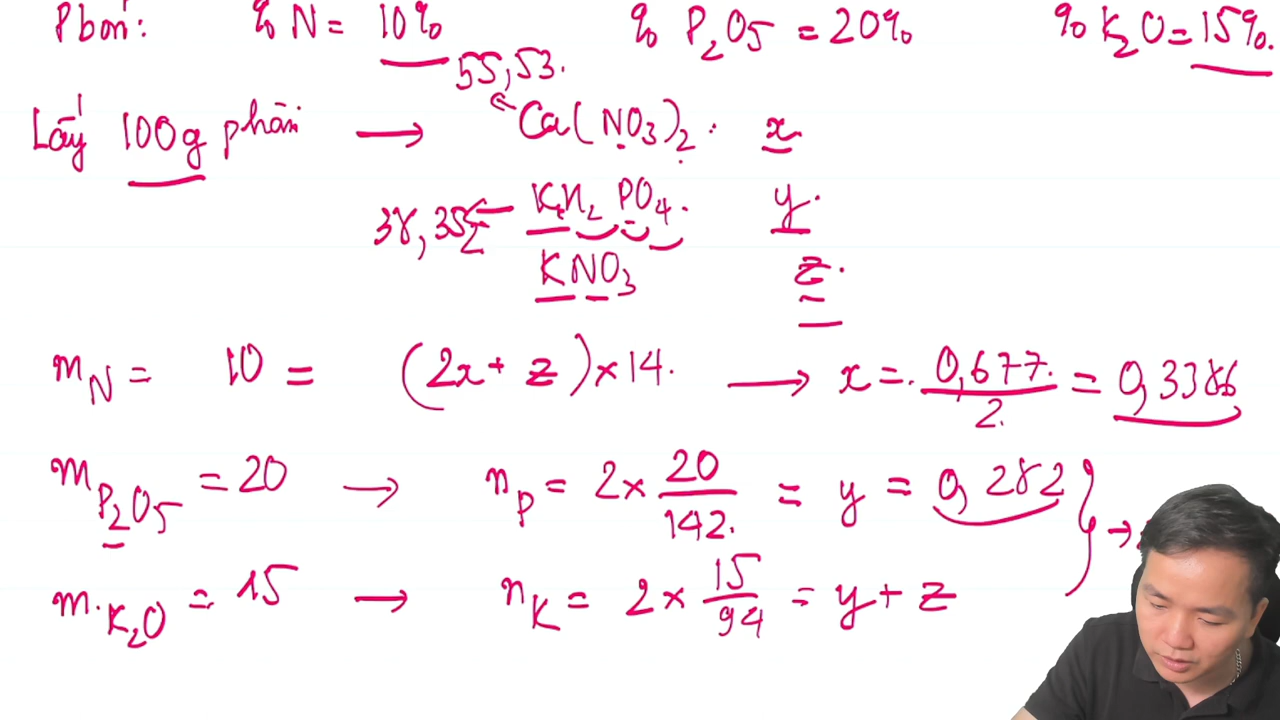 Pbón: % N = 10% % P2O5 = 20% % K2O = 15%.
55,53.
Lấy 100g phân → Ca(NO3)2. x
38,352 ← KH2PO4. y.
KNO3 z.
mN = 10 = (2x + z) × 14. → x = 0,677. / 2. = 0,3386
mP2O5 = 20 → nP = 2 × 20/142. = y = 0,282 } →
m.K2O = 15 → nK = 2 × 15/94 = y + z